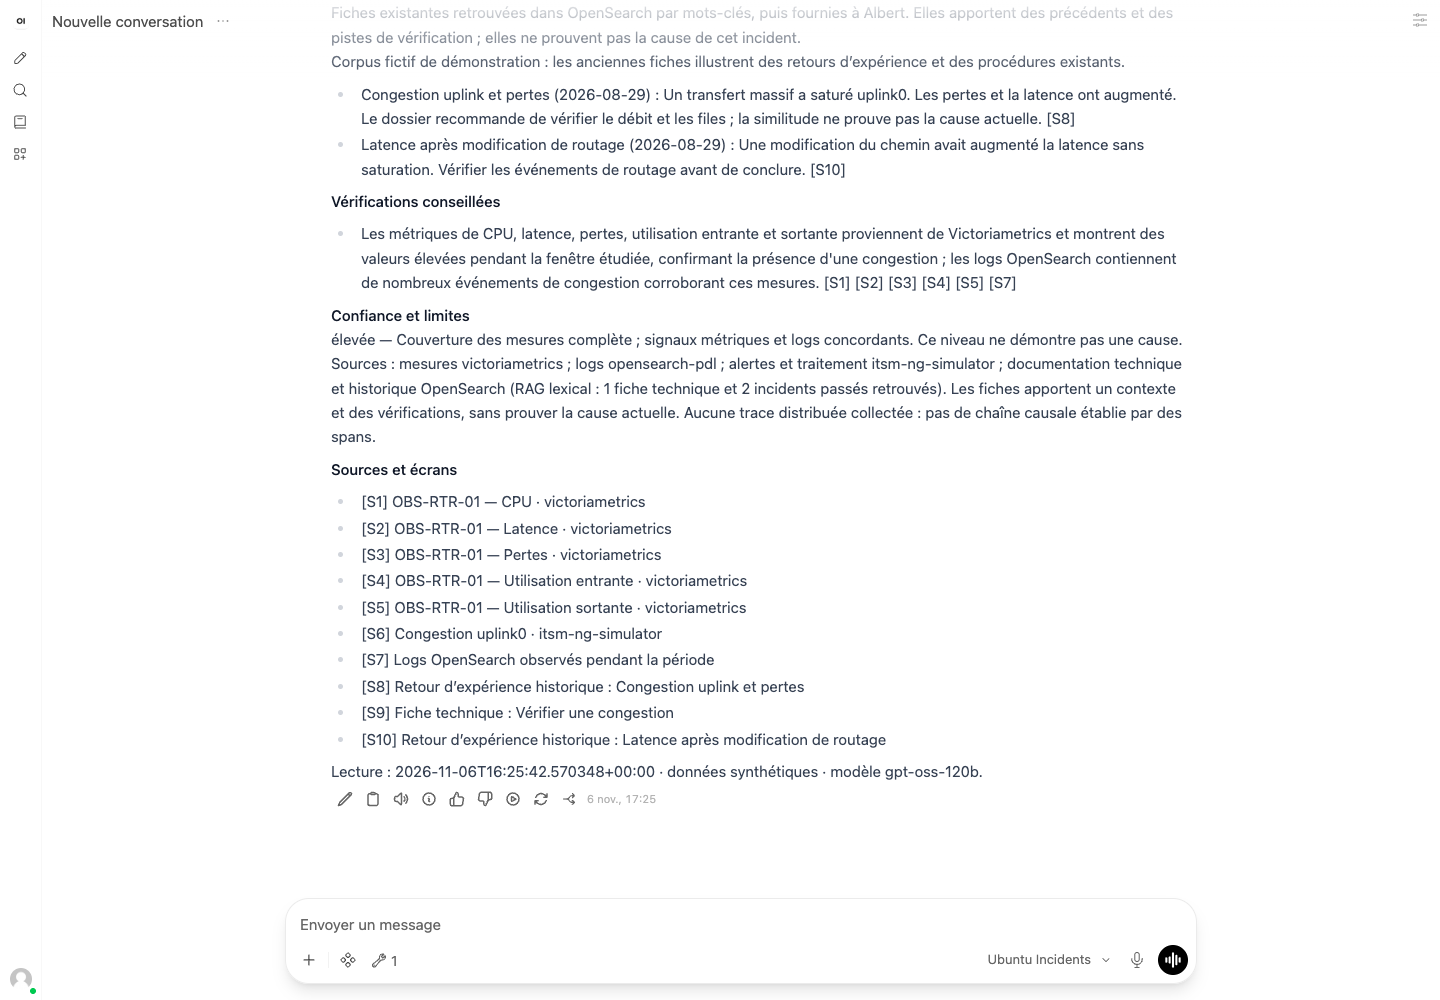 OI
Nouvelle conversation
Fiches existantes retrouvées dans OpenSearch par mots-clés, puis fournies à Albert. Elles apportent des précédents et des
pistes de vérification ; elles ne prouvent pas la cause de cet incident.
Corpus fictif de démonstration : les anciennes fiches illustrent des retours d’expérience et des procédures existants.
Congestion uplink et pertes (2026-08-29) : Un transfert massif a saturé uplink0. Les pertes et la latence ont augmenté.
Le dossier recommande de vérifier le débit et les files ; la similitude ne prouve pas la cause actuelle. [S8]
Latence après modification de routage (2026-08-29) : Une modification du chemin avait augmenté la latence sans
saturation. Vérifier les événements de routage avant de conclure. [S10]
Vérifications conseillées
Les métriques de CPU, latence, pertes, utilisation entrante et sortante proviennent de Victoriametrics et montrent des
valeurs élevées pendant la fenêtre étudiée, confirmant la présence d'une congestion ; les logs OpenSearch contiennent
de nombreux événements de congestion corroborant ces mesures. [S1] [S2] [S3] [S4] [S5] [S7]
Confiance et limites
élevée — Couverture des mesures complète ; signaux métriques et logs concordants. Ce niveau ne démontre pas une cause.
Sources : mesures victoriametrics ; logs opensearch-pdl ; alertes et traitement itsm-ng-simulator ; documentation technique
et historique OpenSearch (RAG lexical : 1 fiche technique et 2 incidents passés retrouvés). Les fiches apportent un contexte
et des vérifications, sans prouver la cause actuelle. Aucune trace distribuée collectée : pas de chaîne causale établie par des
spans.
Sources et écrans
[S1] OBS-RTR-01 — CPU · victoriametrics
[S2] OBS-RTR-01 — Latence · victoriametrics
[S3] OBS-RTR-01 — Pertes · victoriametrics
[S4] OBS-RTR-01 — Utilisation entrante · victoriametrics
[S5] OBS-RTR-01 — Utilisation sortante · victoriametrics
[S6] Congestion uplink0 · itsm-ng-simulator
[S7] Logs OpenSearch observés pendant la période
[S8] Retour d’expérience historique : Congestion uplink et pertes
[S9] Fiche technique : Vérifier une congestion
[S10] Retour d’expérience historique : Latence après modification de routage
Lecture : 2026-11-06T16:25:42.570348+00:00 · données synthétiques · modèle gpt-oss-120b.
6 nov., 17:25
Envoyer un message
1
Ubuntu Incidents